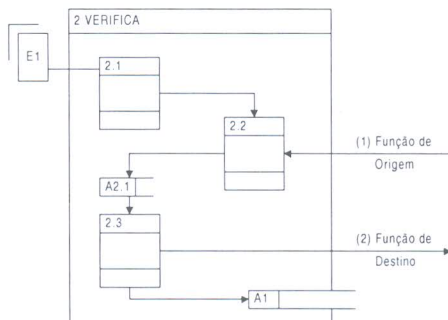 2 VERIFICA
E1
2.1
2.2
(1) Função de
Origem
A2.1
2.3
(2) Função de
Destino
A1